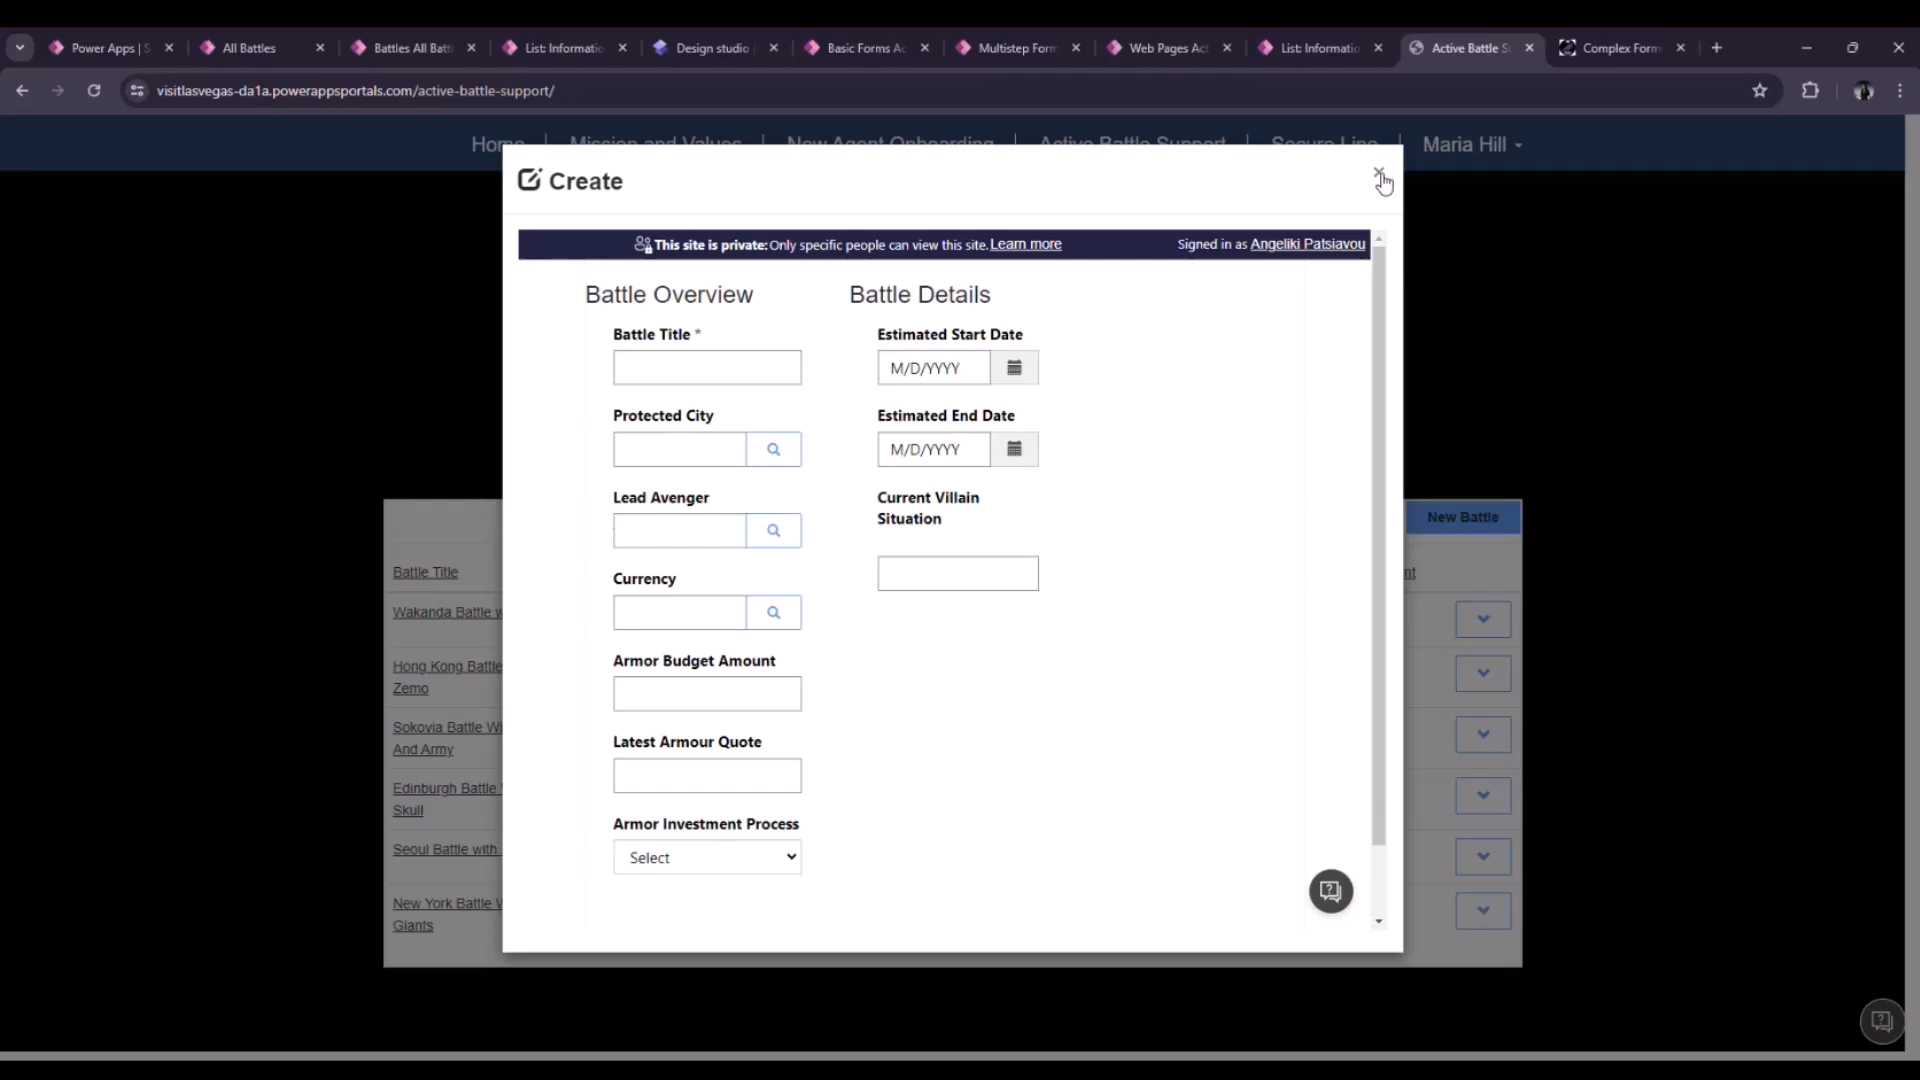 Power Apps | S
All Battles
Battles All Batt
List: Informatio
Design studio
Basic Forms Ac
Multistep Form
Web Pages Act
List: Informatio
Active Battle S
Complex Form
visitlasvegas-da1a.powerappsportals.com/active-battle-support/
Home
Mission and Values
New Agent Onboarding
Active Battle Support
Secure Line
Maria Hill
Create
This site is private: Only specific people can view this site. Learn more
Signed in as Angeliki Patsiavou
Battle Overview
Battle Title *
Protected City
Lead Avenger
Currency
Armor Budget Amount
Latest Armour Quote
Armor Investment Process
Select
Battle Details
Estimated Start Date
M/D/YYYY
Estimated End Date
M/D/YYYY
Current Villain
Situation
New Battle
Battle Title
nt
Wakanda Battle w
Hong Kong Battle
Zemo
Sokovia Battle Wi
And Army
Edinburgh Battle
Skull
Seoul Battle with
New York Battle W
Giants